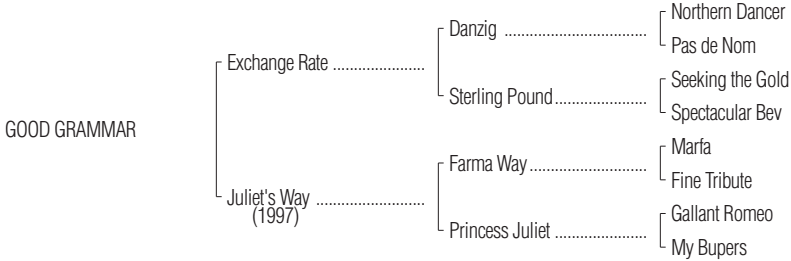 Northern Dancer
Danzig ................................
Pas de Nom
Exchange Rate .....................
Seeking the Gold
Sterling Pound.....................
Spectacular Bev
GOOD GRAMMAR
Marfa
Farma Way ...........................
Fine Tribute
Juliet's Way .........................
(1997)
Gallant Romeo
Princess Juliet .....................
My Bupers